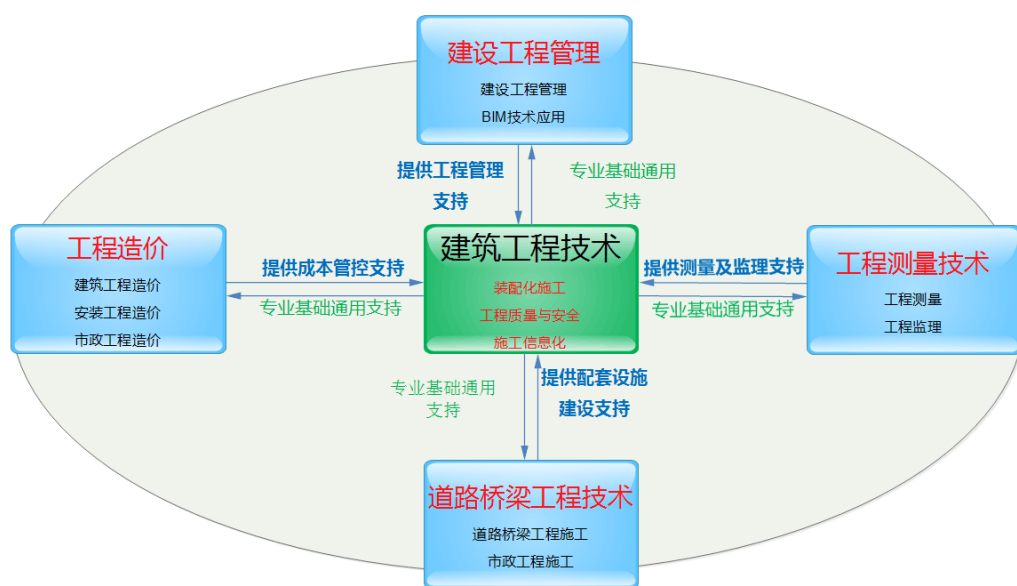 建设工程管理
建设工程管理
BIM技术应用
提供工程管理
支持
专业基础通用
支持
工程造价
建筑工程造价
安装工程造价
市政工程造价
提供成本管控支持
专业基础通用支持
建筑工程技术
装配化施工
工程质量与安全
施工信息化
提供测量及监理支持
专业基础通用支持
工程测量技术
工程测量
工程监理
专业基础通用
支持
提供配套设施
建设支持
道路桥梁工程技术
道路桥梁工程施工
市政工程施工